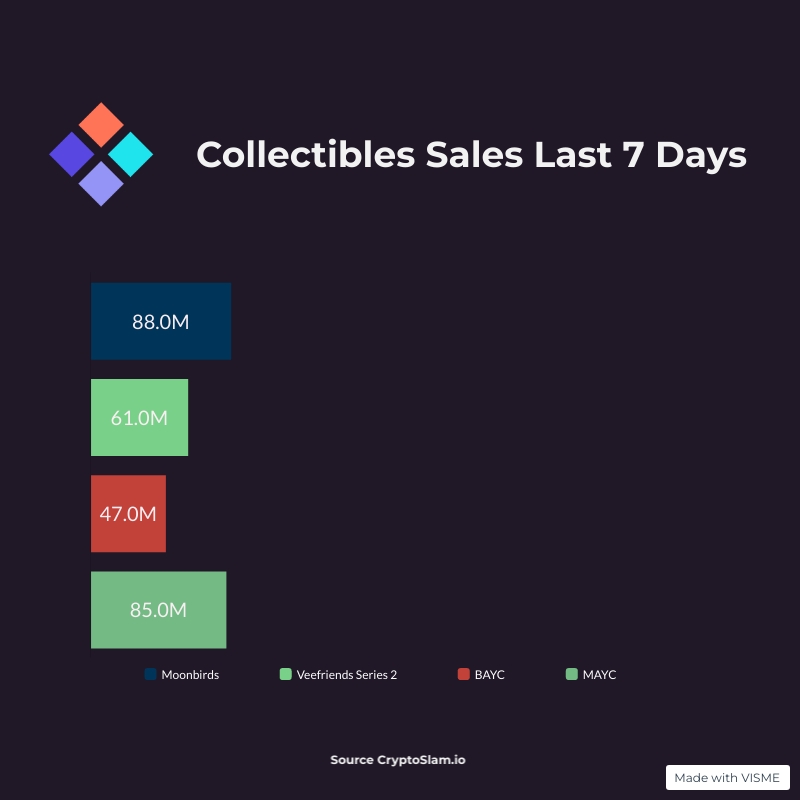 Collectibles Sales Last 7 Days
88.0M
61.0M
47.0M
85.0M
Moonbirds Veefriends Series 2 BAYC MAYC
Source CryptoSlam.io
Made with VISME